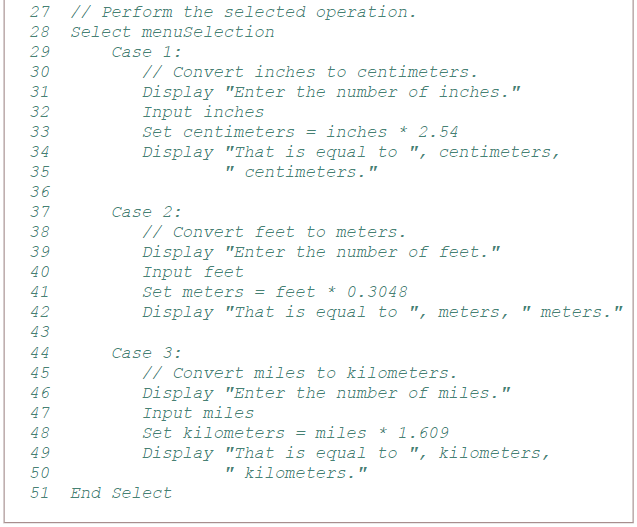 27 // Perform the selected operation.
28 Select menuSelection
29 Case 1:
30 // Convert inches to centimeters.
31 Display "Enter the number of inches."
32 Input inches
33 Set centimeters = inches * 2.54
34 Display "That is equal to ", centimeters,
35 " centimeters."
36
37 Case 2:
38 // Convert feet to meters.
39 Display "Enter the number of feet."
40 Input feet
41 Set meters = feet * 0.3048
42 Display "That is equal to ", meters, " meters."
43
44 Case 3:
45 // Convert miles to kilometers.
46 Display "Enter the number of miles."
47 Input miles
48 Set kilometers = miles * 1.609
49 Display "That is equal to ", kilometers,
50 " kilometers."
51 End Select